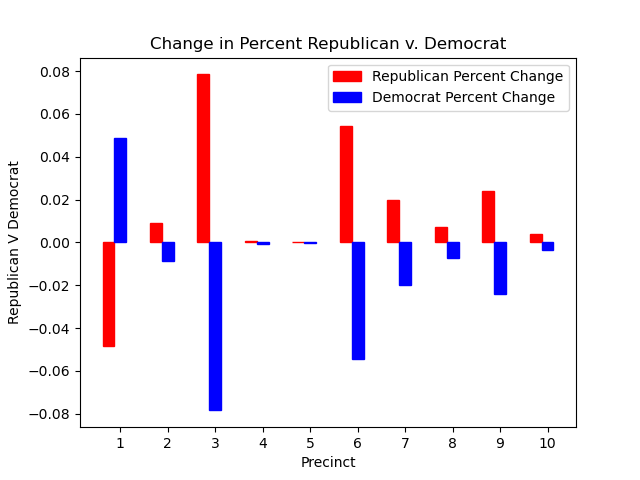 Change in Percent Republican v. Democrat
Republican Percent Change
Democrat Percent Change
Republican V Democrat
0.08
0.06
0.04
0.02
0.00
−0.02
−0.04
−0.06
−0.08
1 2 3 4 5 6 7 8 9 10
Precinct